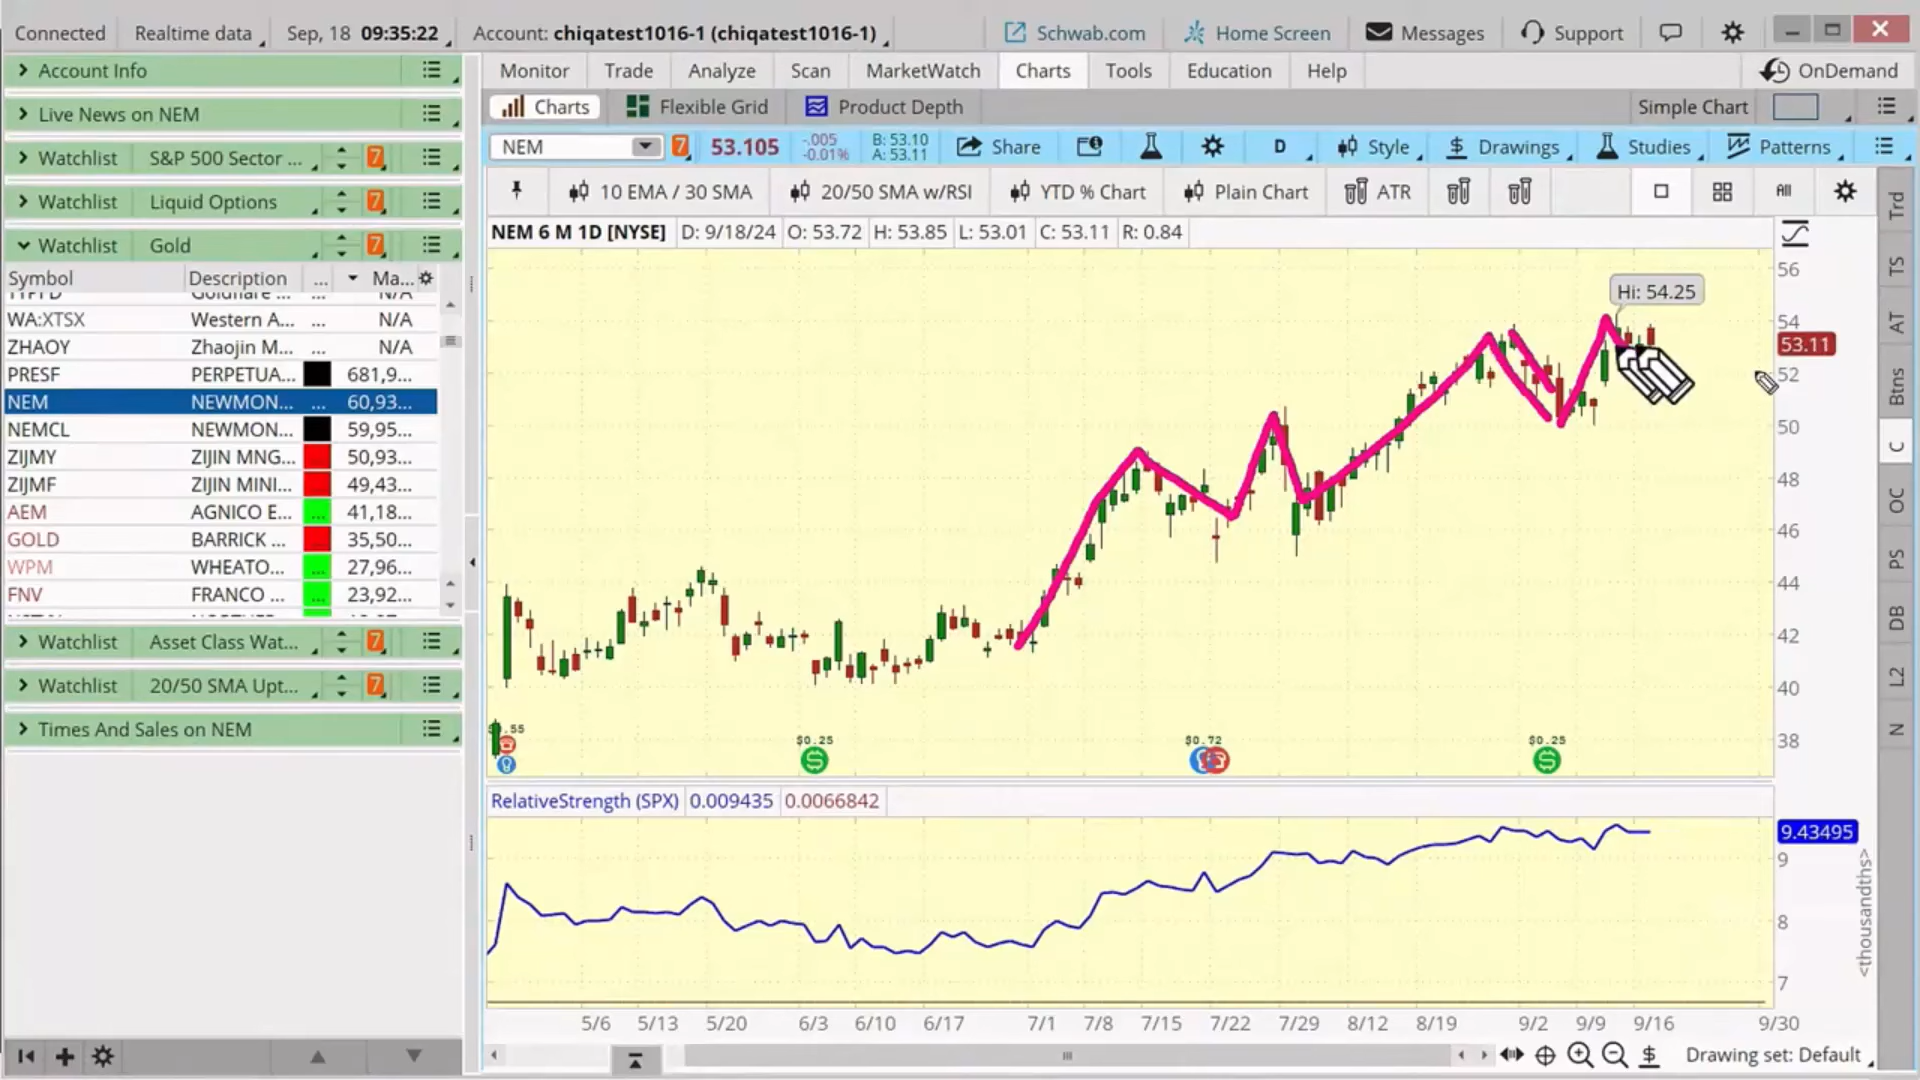 Connected Realtime data Sep, 18 09:35:22 Account: chiqatest1016-1 (chiqatest1016-1) Schwab.com Home Screen Messages Support
Account Info
Monitor Trade Analyze Scan MarketWatch Charts Tools Education Help OnDemand
Live News on NEM
Charts Flexible Grid Product Depth Simple Chart
Watchlist S&P 500 Sector ... 7
NEM 7 53.105 -.005 -0.01% B: 53.10 A: 53.11 Share D Style Drawings Studies Patterns
Watchlist Liquid Options 7
10 EMA / 30 SMA 20/50 SMA w/RSI YTD % Chart Plain Chart ATR All
Watchlist Gold 7
NEM 6 M 1D [NYSE] D: 9/18/24 O: 53.72 H: 53.85 L: 53.01 C: 53.11 R: 0.84
Symbol Description ... Ma...
WA:XTSX Western A... ... N/A
ZHAOY Zhaojin M... ... N/A
PRESF PERPETUA... 681,9...
NEM NEWMON... ... 60,93...
NEMCL NEWMON... 59,95...
ZIJMY ZIJIN MNG... 50,93...
ZIJMF ZIJIN MINI... 49,43...
AEM AGNICO E... ... 41,18...
GOLD BARRICK ... 35,50...
WPM WHEATO... ... 27,96...
FNV FRANCO ... ... 23,92...
Watchlist Asset Class Wat... 7
Watchlist 20/50 SMA Upt... 7
Times And Sales on NEM
Hi: 54.25
56
54
53.11
52
50
48
46
44
42
40
38
$0.25 $0.72 $0.25
RelativeStrength (SPX) 0.009435 0.0066842
9.43495
9
8
7
<thousandths>
5/6 5/13 5/20 6/3 6/10 6/17 7/1 7/8 7/15 7/22 7/29 8/12 8/19 9/2 9/9 9/16 9/30
Drawing set: Default
Trd
TS
AT
Btns
C
OC
PS
DB
L2
N